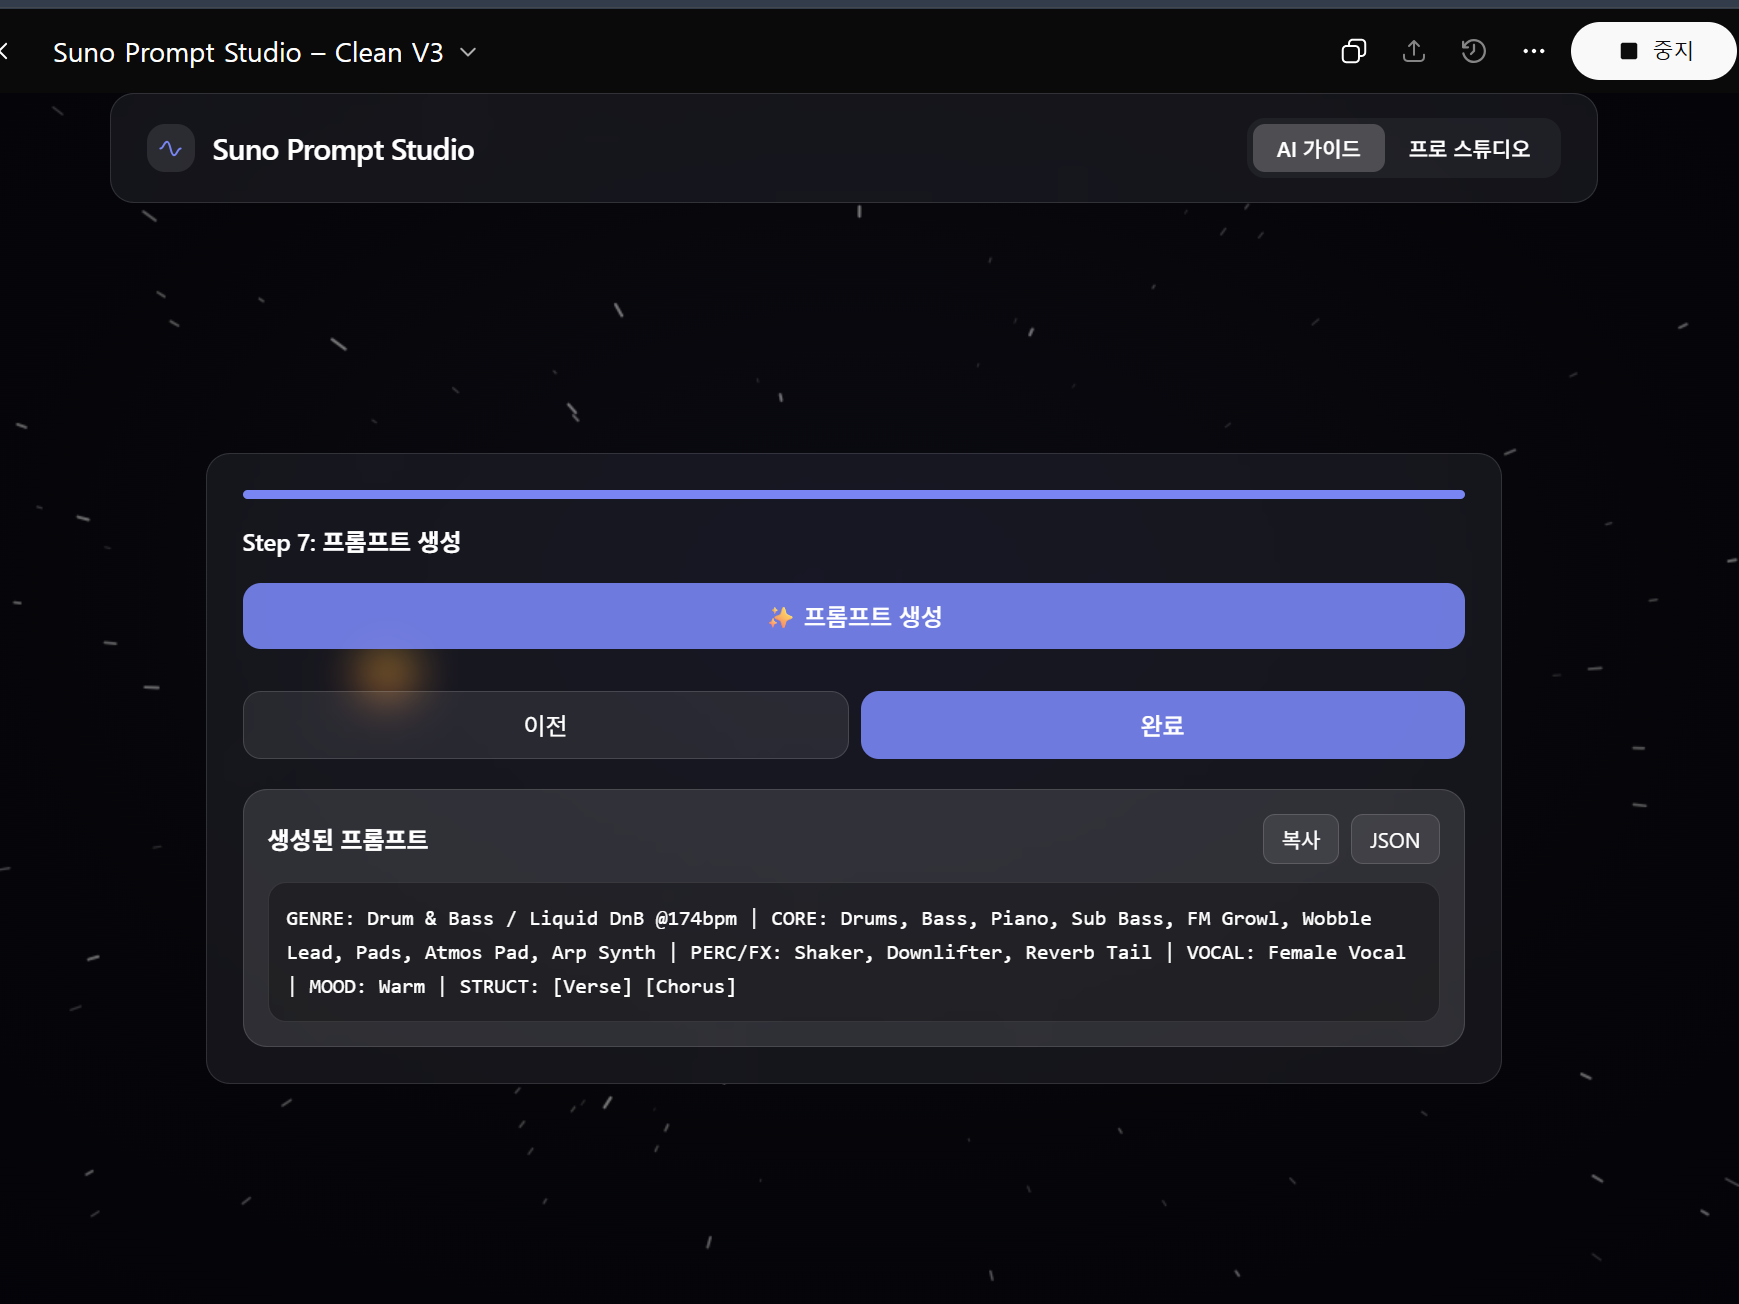 Suno Prompt Studio – Clean V3
중지
Suno Prompt Studio
AI 가이드
프로 스튜디오
Step 7: 프롬프트 생성
✨ 프롬프트 생성
이전
완료
생성된 프롬프트
복사
JSON
GENRE: Drum & Bass / Liquid DnB @174bpm | CORE: Drums, Bass, Piano, Sub Bass, FM Growl, Wobble
Lead, Pads, Atmos Pad, Arp Synth | PERC/FX: Shaker, Downlifter, Reverb Tail | VOCAL: Female Vocal
| MOOD: Warm | STRUCT: [Verse] [Chorus]